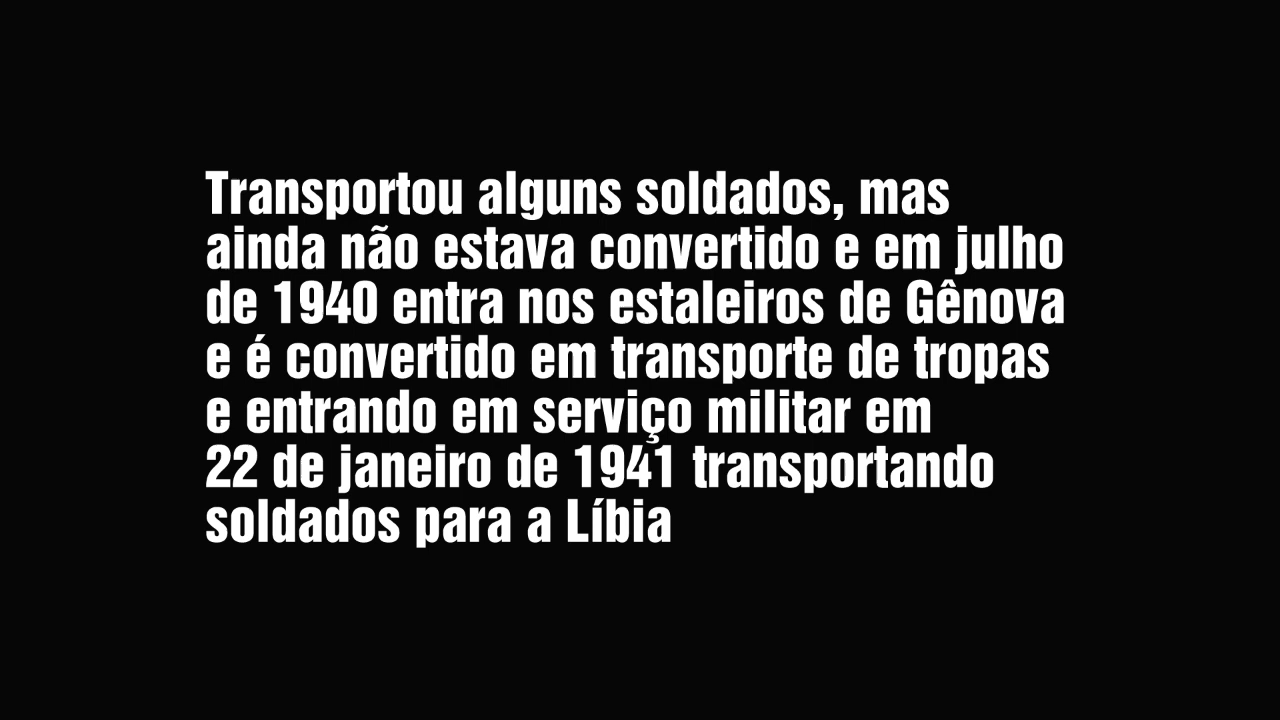 Transportou alguns soldados, mas
ainda não estava convertido e em julho
de 1940 entra nos estaleiros de Gênova
e é convertido em transporte de tropas
e entrando em serviço militar em
22 de janeiro de 1941 transportando
soldados para a Líbia